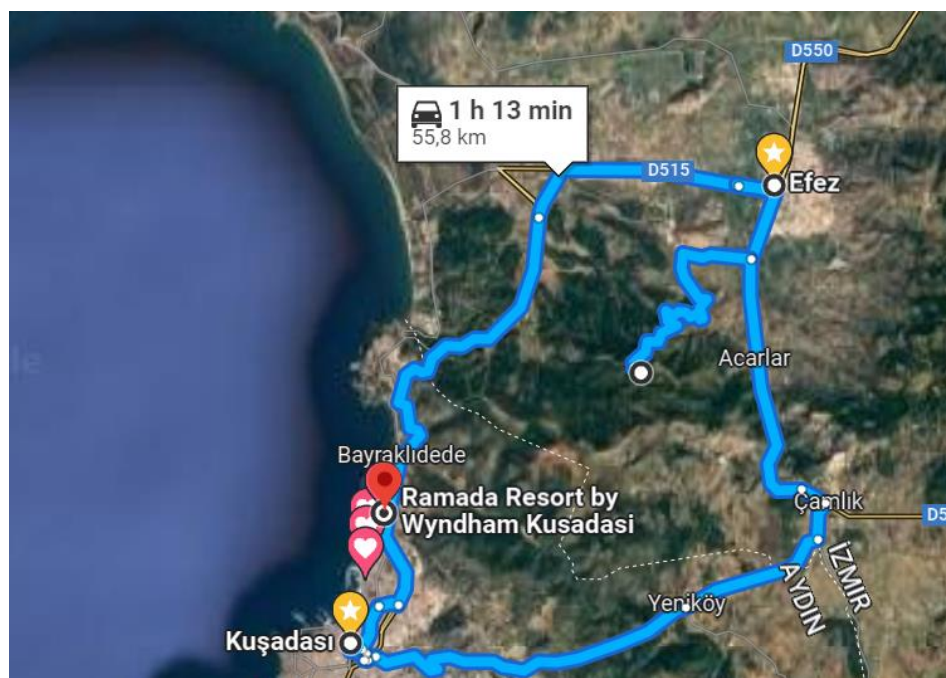 D550
1 h 13 min
55,8 km
D515
Efez
Acarlar
Bayraklıdede
Ramada Resort by
Wyndham Kusadasi
Çamlık
İZMİR
AYDIN
Yeniköy
Kuşadası